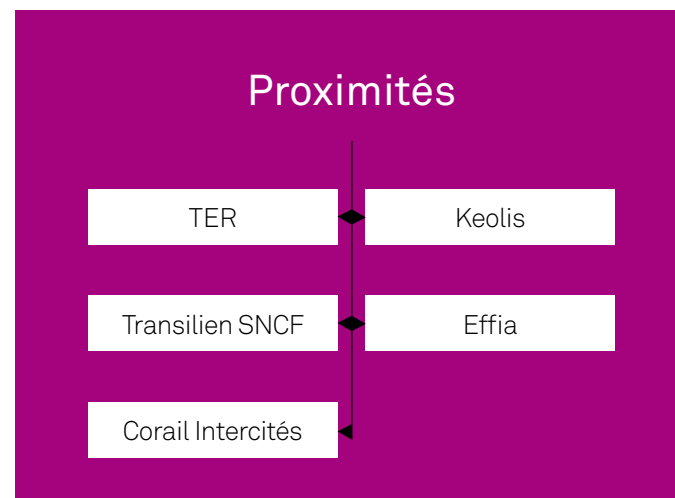 Proximités
TER
Keolis
Transilien SNCF
Effia
Corail Intercités